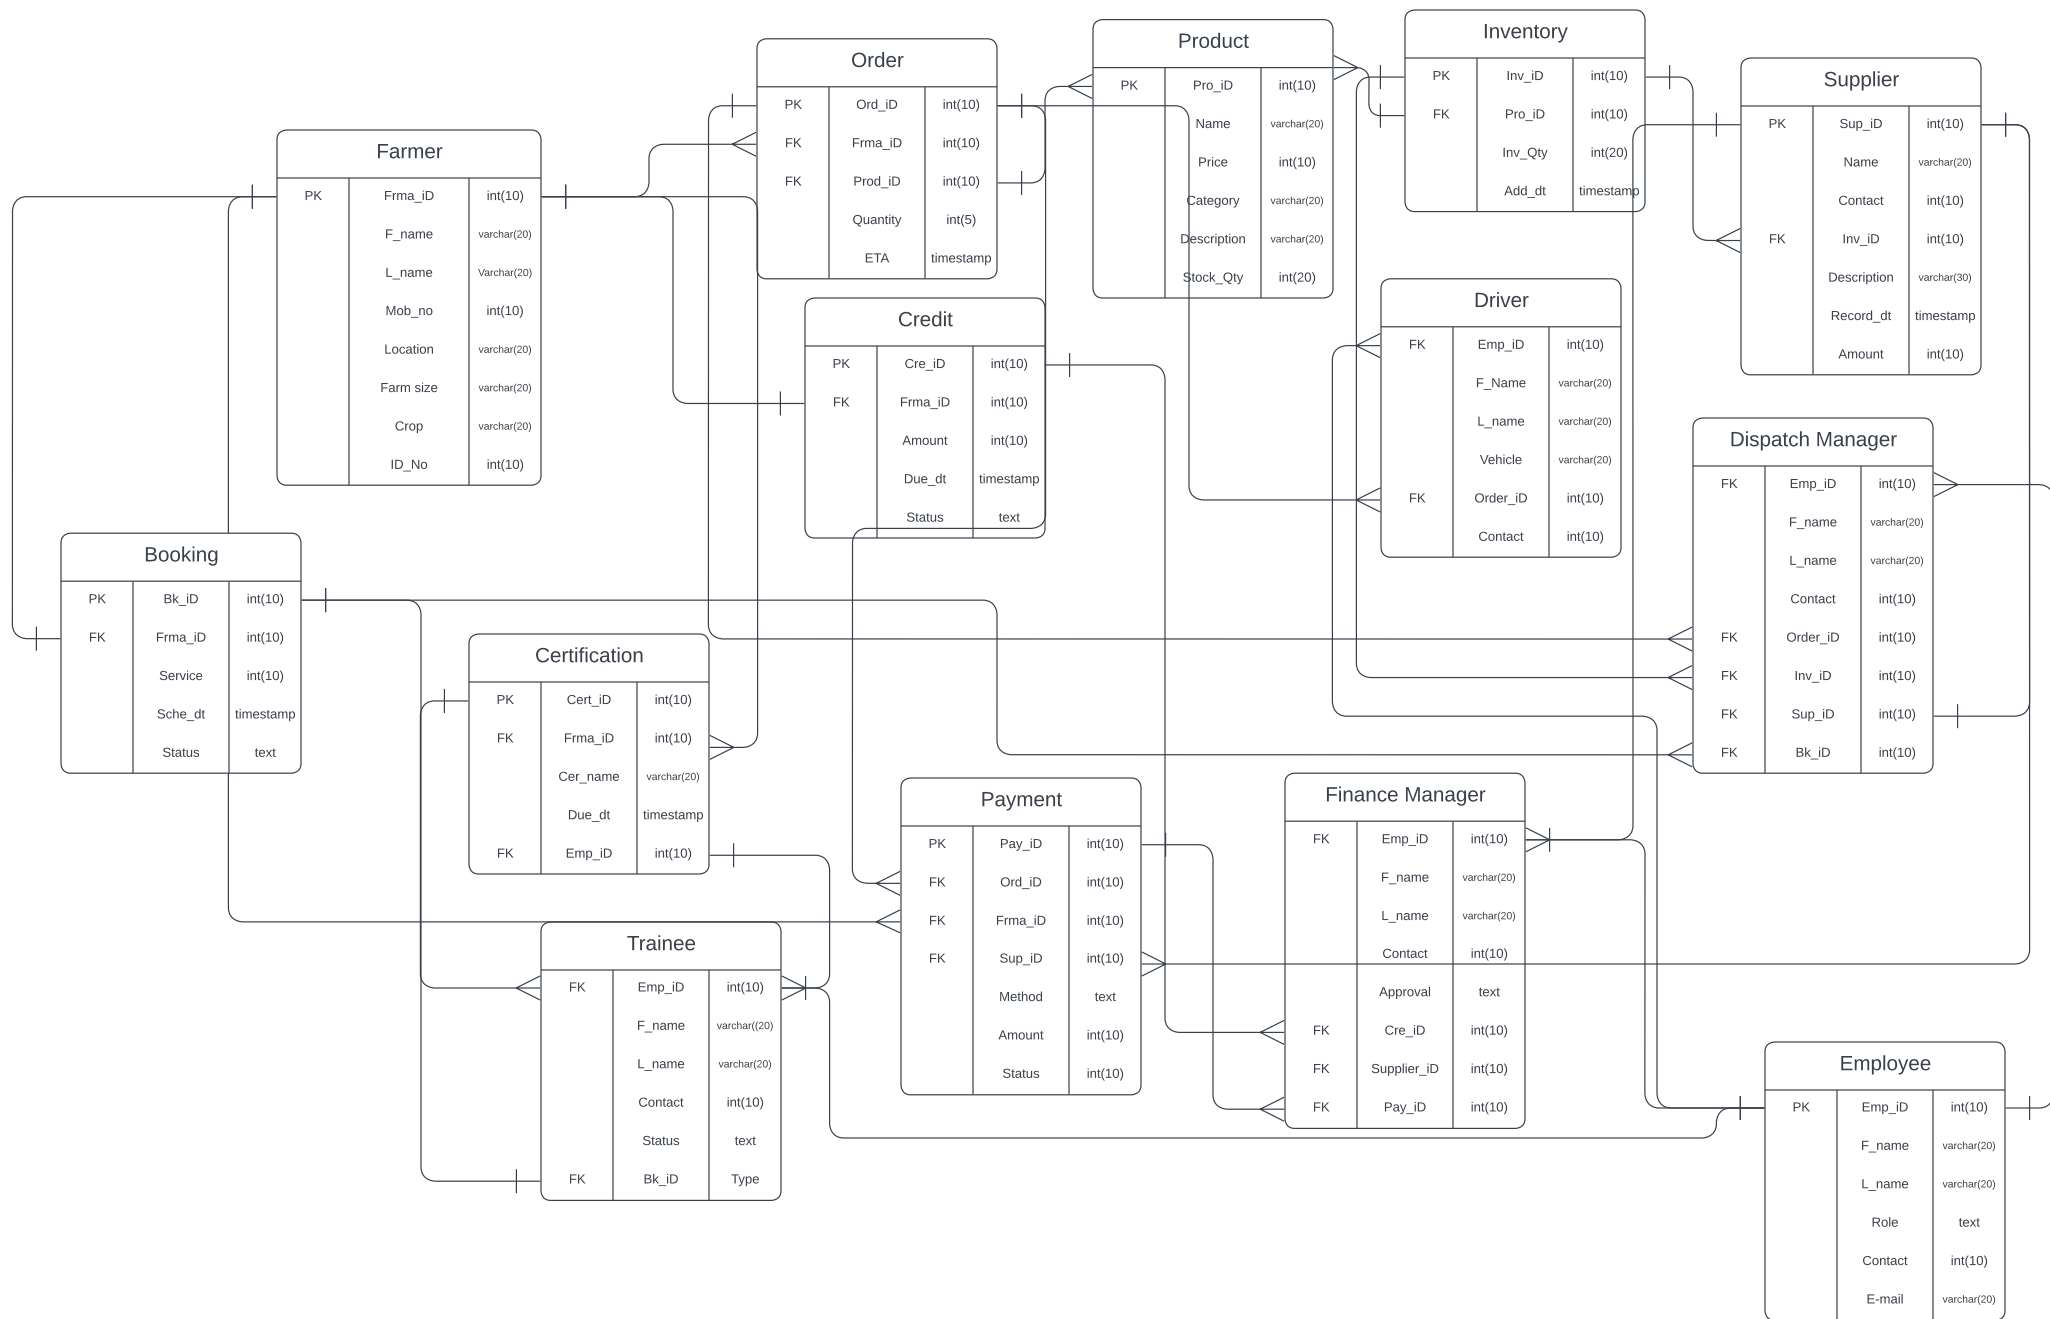 Farmer
PK Frma_iD int(10)
F_name varchar(20)
L_name Varchar(20)
Mob_no int(10)
Location varchar(20)
Farm size varchar(20)
Crop varchar(20)
ID_No int(10)
Order
PK Ord_iD int(10)
FK Frma_iD int(10)
FK Prod_iD int(10)
Quantity int(5)
ETA timestamp
Product
PK Pro_iD int(10)
Name varchar(20)
Price int(10)
Category varchar(20)
Description varchar(20)
Stock_Qty int(20)
Inventory
PK Inv_iD int(10)
FK Pro_iD int(10)
Inv_Qty int(20)
Add_dt timestamp
Supplier
PK Sup_iD int(10)
Name varchar(20)
Contact int(10)
FK Inv_iD int(10)
Description varchar(30)
Record_dt timestamp
Amount int(10)
Credit
PK Cre_iD int(10)
FK Frma_iD int(10)
Amount int(10)
Due_dt timestamp
Status text
Driver
FK Emp_iD int(10)
F_Name varchar(20)
L_name varchar(20)
Vehicle varchar(20)
FK Order_iD int(10)
Contact int(10)
Dispatch Manager
FK Emp_iD int(10)
F_name varchar(20)
L_name varchar(20)
Contact int(10)
FK Order_iD int(10)
FK Inv_iD int(10)
FK Sup_iD int(10)
FK Bk_iD int(10)
Booking
PK Bk_iD int(10)
FK Frma_iD int(10)
Service int(10)
Sche_dt timestamp
Status text
Certification
PK Cert_iD int(10)
FK Frma_iD int(10)
Cer_name varchar(20)
Due_dt timestamp
FK Emp_iD int(10)
Payment
PK Pay_iD int(10)
FK Ord_iD int(10)
FK Frma_iD int(10)
FK Sup_iD int(10)
Method text
Amount int(10)
Status int(10)
Finance Manager
FK Emp_iD int(10)
F_name varchar(20)
L_name varchar(20)
Contact int(10)
Approval text
FK Cre_iD int(10)
FK Supplier_iD int(10)
FK Pay_iD int(10)
Trainee
FK Emp_iD int(10)
F_name varchar((20)
L_name varchar(20)
Contact int(10)
Status text
FK Bk_iD Type
Employee
PK Emp_iD int(10)
F_name varchar(20)
L_name varchar(20)
Role text
Contact int(10)
E-mail varchar(20)